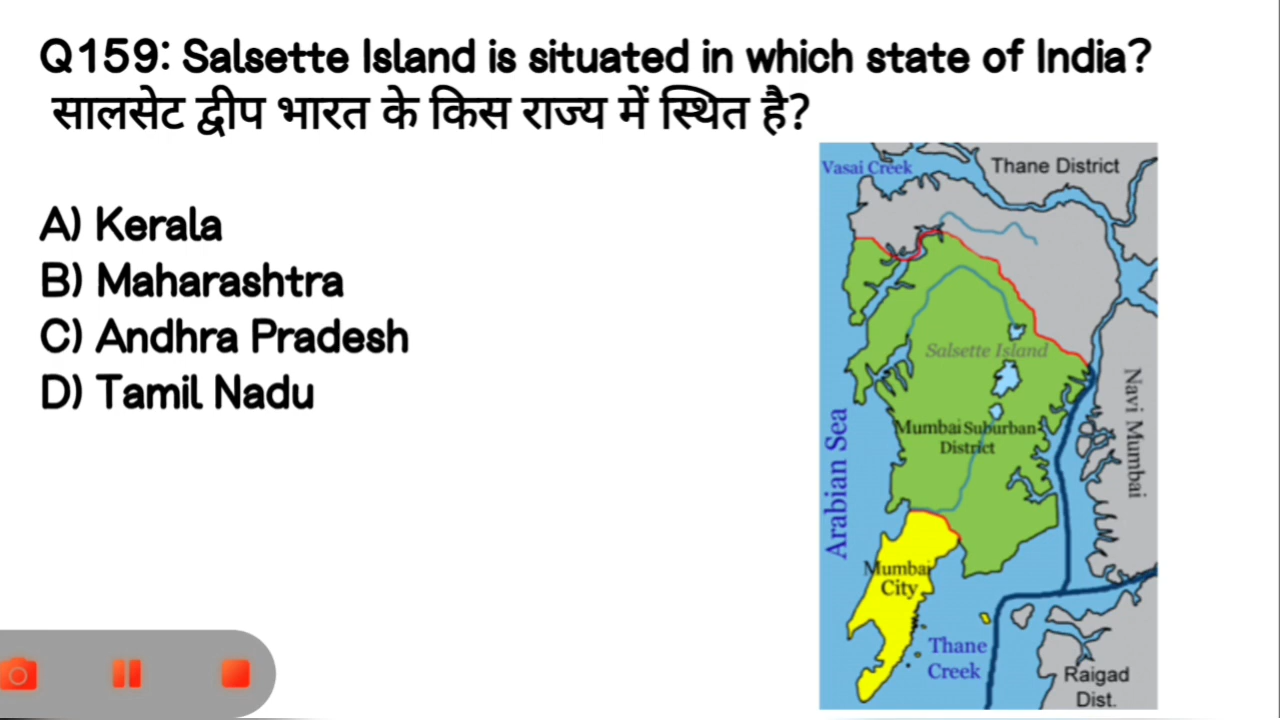 Q159: Salsette Island is situated in which state of India?
सालसेट द्वीप भारत के किस राज्य में स्थित है?
A) Kerala
B) Maharashtra
C) Andhra Pradesh
D) Tamil Nadu
Vasai Creek
Thane District
Salsette Island
Mumbai Suburban
District
Arabian Sea
Navi Mumbai
Mumbai
City
Thane
Creek
Raigad
Dist.